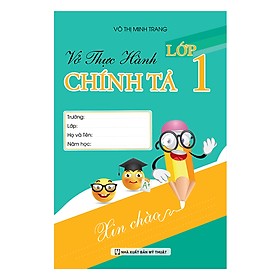 VÕ THỊ MINH TRANG
Vở Thực Hành LỚP
CHÍNH TẢ 1
Trường:
Lớp:
Họ và Tên:
Năm học:
Xin chào
NHÀ XUẤT BẢN MỸ THUẬT